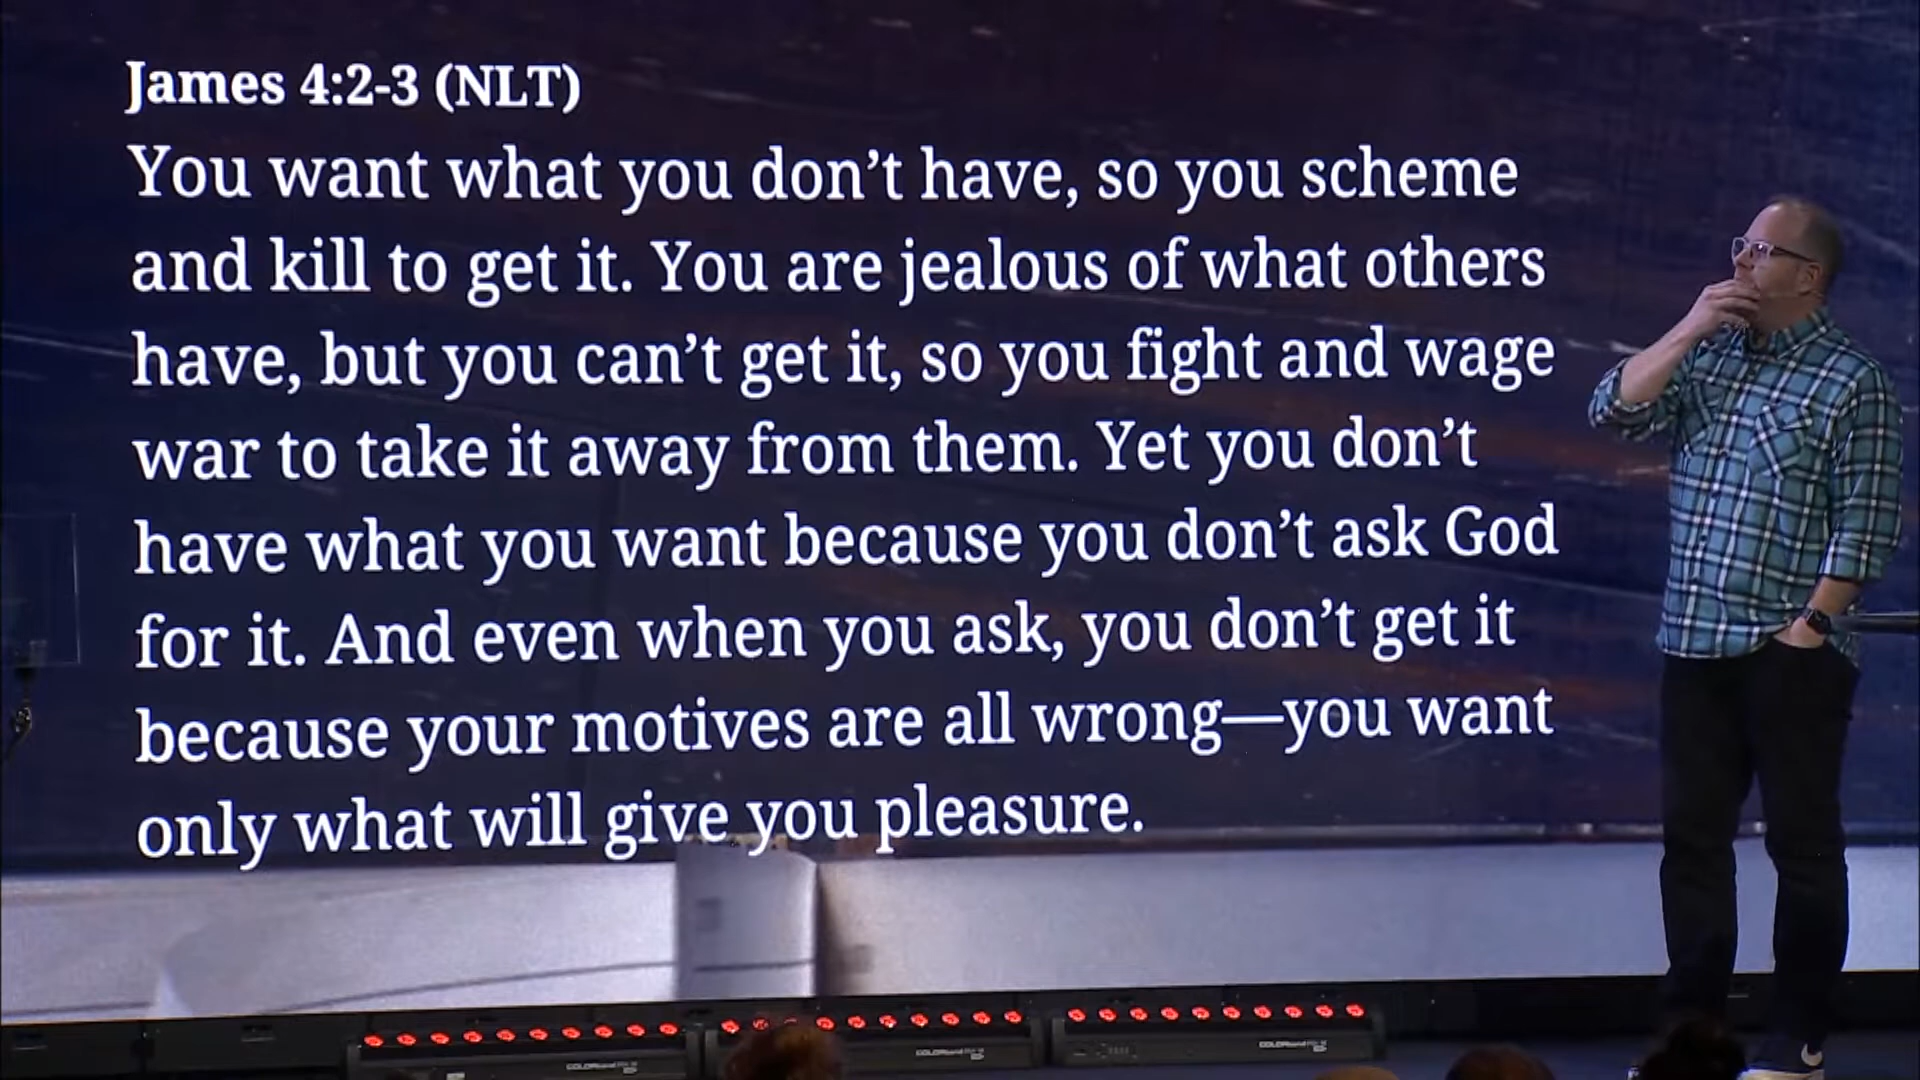 James 4:2-3 (NLT)
You want what you don’t have, so you scheme
and kill to get it. You are jealous of what others
have, but you can’t get it, so you fight and wage
war to take it away from them. Yet you don’t
have what you want because you don’t ask God
for it. And even when you ask, you don’t get it
because your motives are all wrong—you want
only what will give you pleasure.